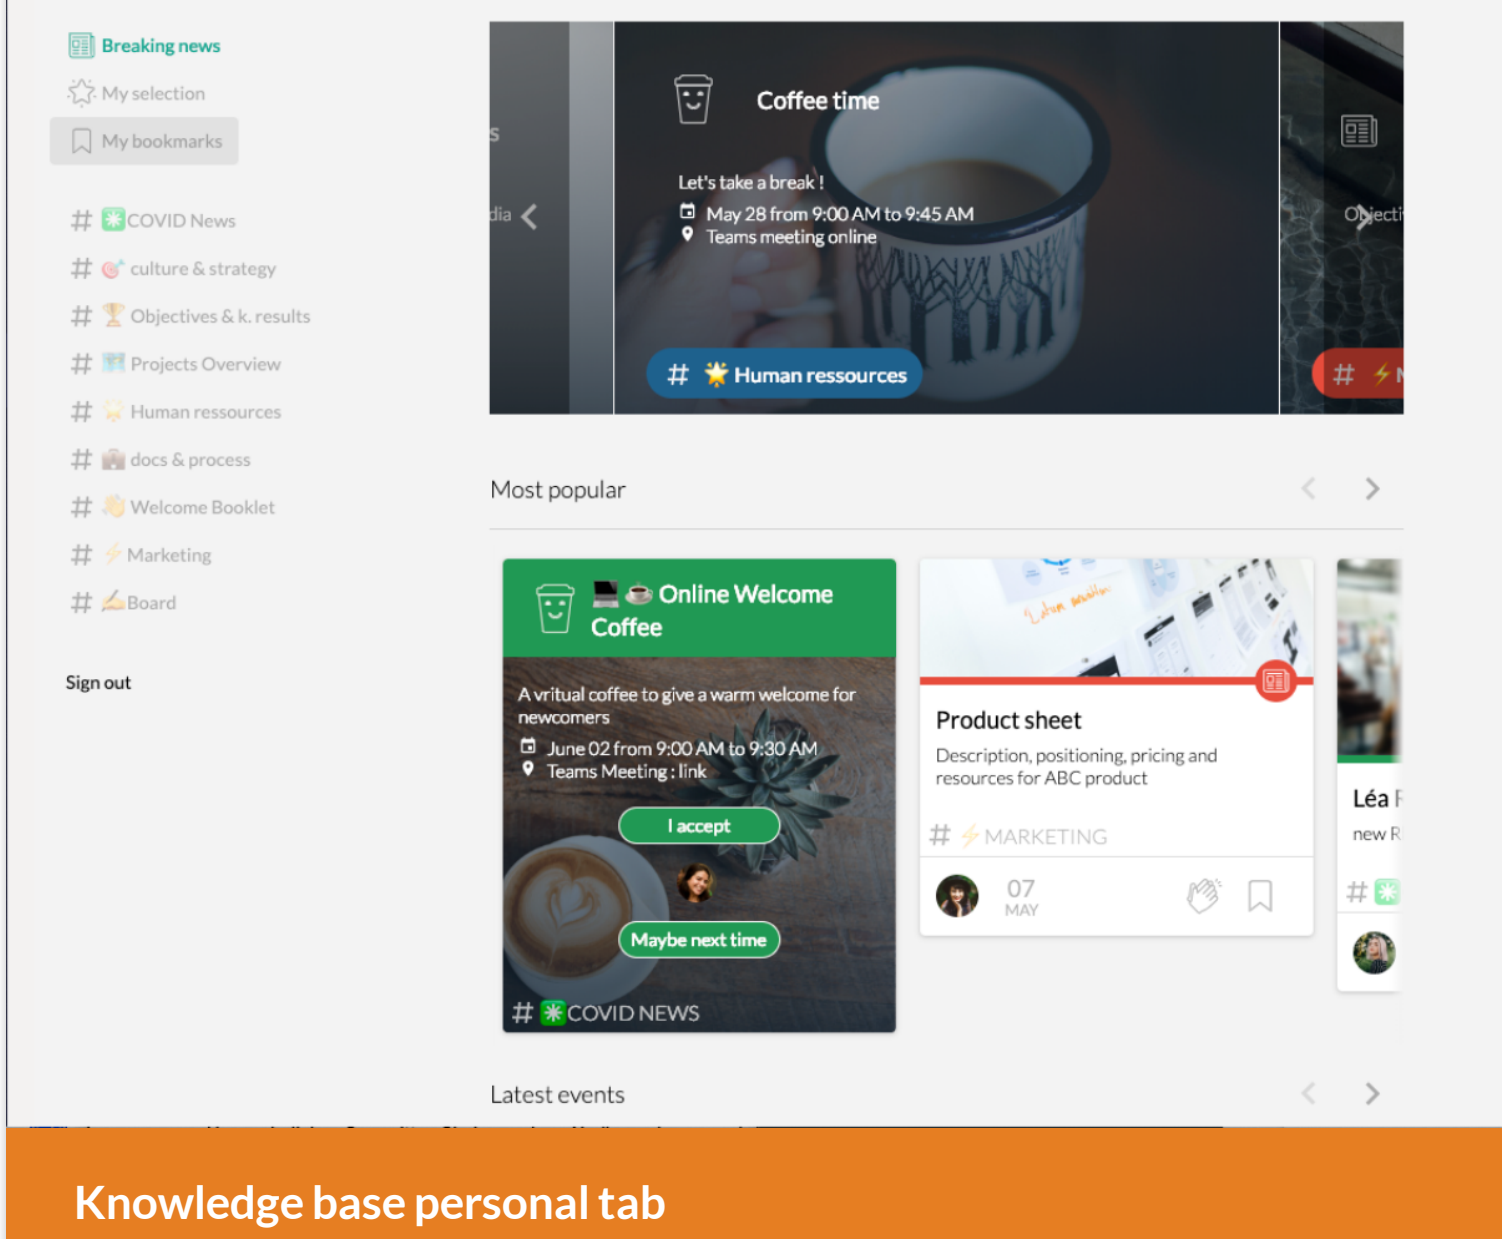 Breaking news
My selection
My bookmarks
# COVID News
# culture & strategy
# Objectives & k. results
# Projects Overview
# Human ressources
# docs & process
# Welcome Booklet
# Marketing
# Board
Sign out
s
dia
Coffee time
Let's take a break !
May 28 from 9:00 AM to 9:45 AM
Teams meeting online
# Human ressources
Objecti
#
Most popular
Online Welcome
Coffee
A vritual coffee to give a warm welcome for
newcomers
June 02 from 9:00 AM to 9:30 AM
Teams Meeting : link
I accept
Maybe next time
# COVID NEWS
Product sheet
Description, positioning, pricing and
resources for ABC product
# MARKETING
07
MAY
Léa
new
#
Latest events
Knowledge base personal tab